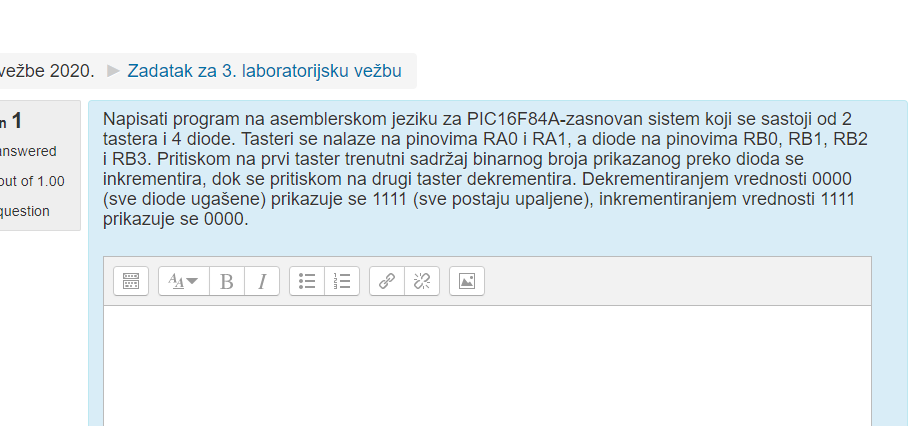 vežbe 2020. ► Zadatak za 3. laboratorijsku vežbu
n 1
answered
out of 1.00
question
Napisati program na asemblerskom jeziku za PIC16F84A-zasnovan sistem koji se sastoji od 2
tastera i 4 diode. Tasteri se nalaze na pinovima RA0 i RA1, a diode na pinovima RB0, RB1, RB2
i RB3. Pritiskom na prvi taster trenutni sadržaj binarnog broja prikazanog preko dioda se
inkrementira, dok se pritiskom na drugi taster dekrementira. Dekrementiranjem vrednosti 0000
(sve diode ugašene) prikazuje se 1111 (sve postaju upaljene), inkrementiranjem vrednosti 1111
prikazuje se 0000.